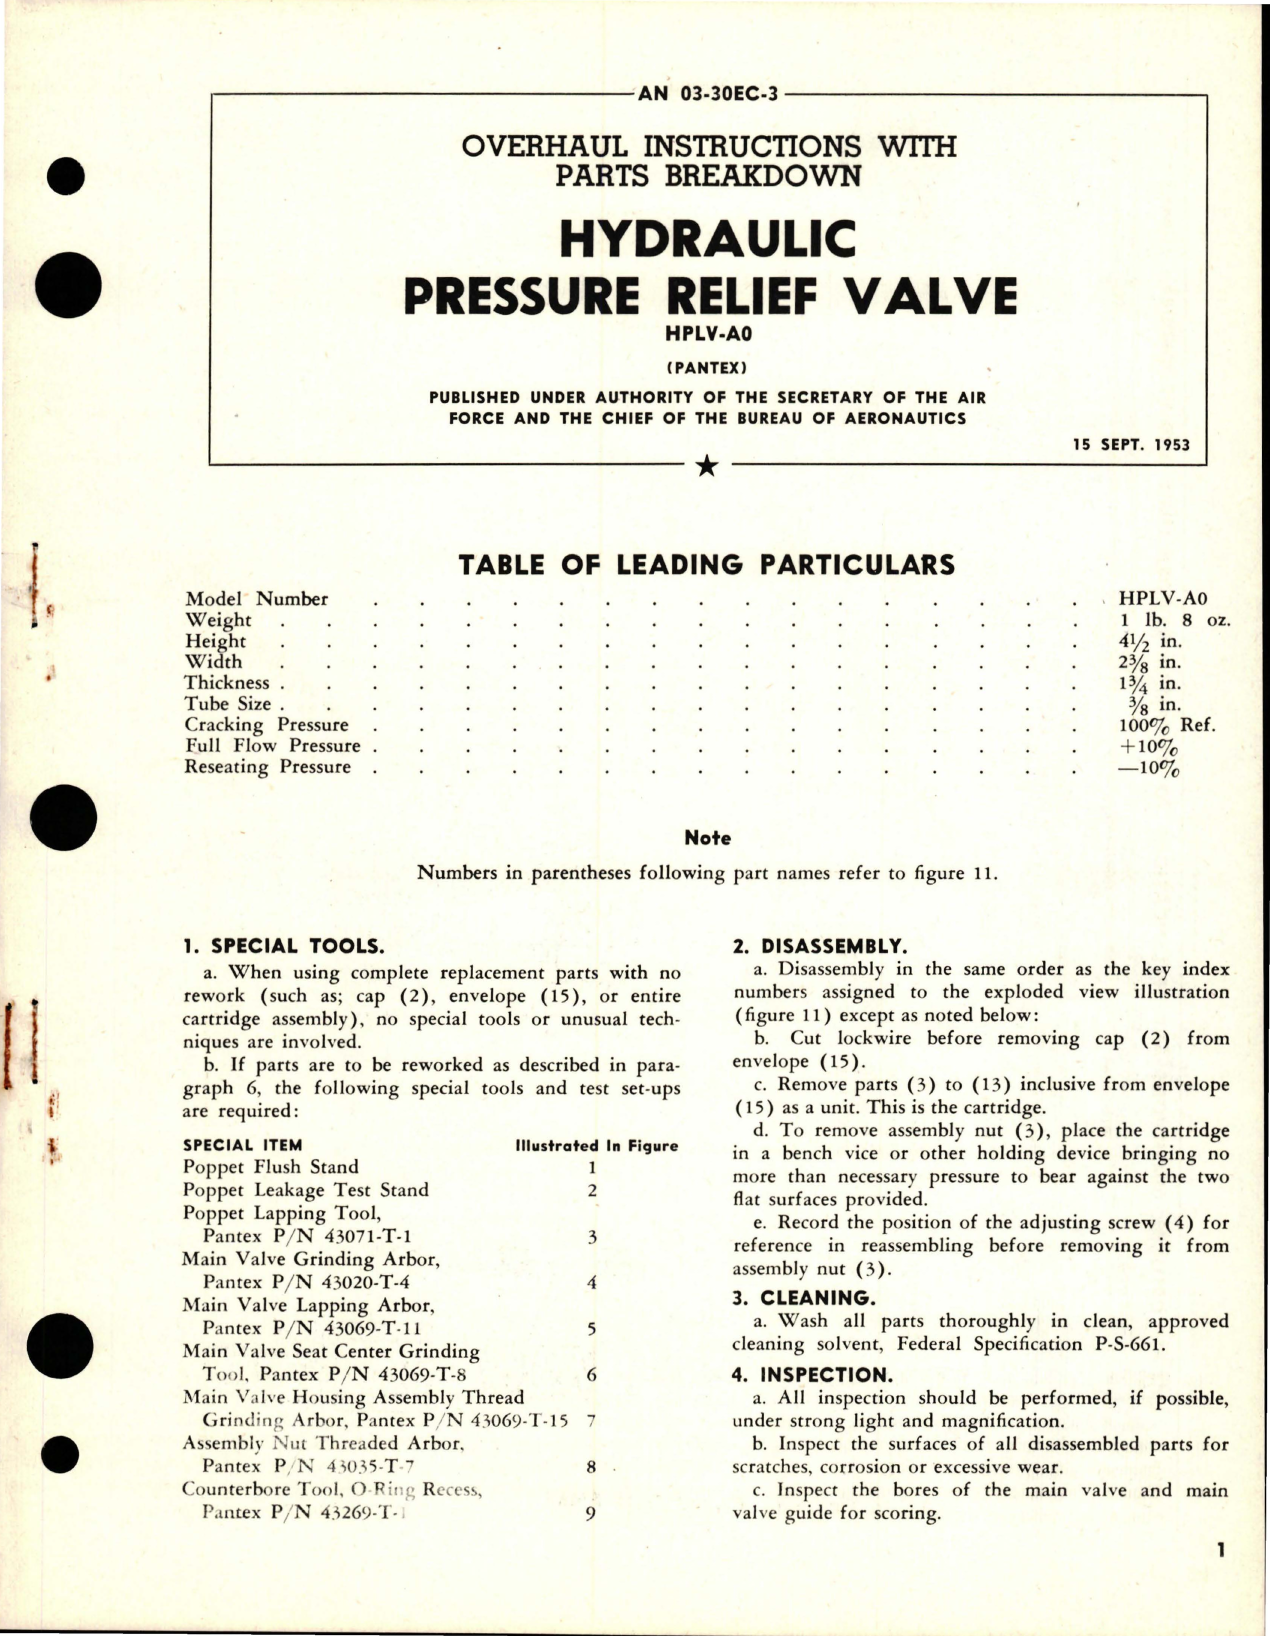 AN 03-30EC-3
OVERHAUL INSTRUCTIONS WITH
PARTS BREAKDOWN
HYDRAULIC
PRESSURE RELIEF VALVE
HPLV-A0
(PANTEX)
PUBLISHED UNDER AUTHORITY OF THE SECRETARY OF THE AIR
FORCE AND THE CHIEF OF THE BUREAU OF AERONAUTICS
15 SEPT. 1953
TABLE OF LEADING PARTICULARS
Model Number . . . . . . . . . . . . . . . . HPLV-A0
Weight . . . . . . . . . . . . . . . . . . 1 lb. 8 oz.
Height . . . . . . . . . . . . . . . . . . 4½ in.
Width . . . . . . . . . . . . . . . . . . 2⅜ in.
Thickness . . . . . . . . . . . . . . . . . . 1¾ in.
Tube Size . . . . . . . . . . . . . . . . . . ⅜ in.
Cracking Pressure . . . . . . . . . . . . . . . . 100% Ref.
Full Flow Pressure . . . . . . . . . . . . . . . . +10%
Reseating Pressure . . . . . . . . . . . . . . . . —10%
Note
Numbers in parentheses following part names refer to figure 11.
1. SPECIAL TOOLS.
a. When using complete replacement parts with no
rework (such as; cap (2), envelope (15), or entire
cartridge assembly), no special tools or unusual tech-
niques are involved.
b. If parts are to be reworked as described in para-
graph 6, the following special tools and test set-ups
are required:
SPECIAL ITEM Illustrated In Figure
Poppet Flush Stand 1
Poppet Leakage Test Stand 2
Poppet Lapping Tool,
Pantex P/N 43071-T-1 3
Main Valve Grinding Arbor,
Pantex P/N 43020-T-4 4
Main Valve Lapping Arbor,
Pantex P/N 43069-T-11 5
Main Valve Seat Center Grinding
Tool, Pantex P/N 43069-T-8 6
Main Valve Housing Assembly Thread
Grinding Arbor, Pantex P/N 43069-T-15 7
Assembly Nut Threaded Arbor,
Pantex P/N 43035-T-7 8
Counterbore Tool, O-Ring Recess,
Pantex P/N 43269-T-1 9
2. DISASSEMBLY.
a. Disassembly in the same order as the key index
numbers assigned to the exploded view illustration
(figure 11) except as noted below:
b. Cut lockwire before removing cap (2) from
envelope (15).
c. Remove parts (3) to (13) inclusive from envelope
(15) as a unit. This is the cartridge.
d. To remove assembly nut (3), place the cartridge
in a bench vice or other holding device bringing no
more than necessary pressure to bear against the two
flat surfaces provided.
e. Record the position of the adjusting screw (4) for
reference in reassembling before removing it from
assembly nut (3).
3. CLEANING.
a. Wash all parts thoroughly in clean, approved
cleaning solvent, Federal Specification P-S-661.
4. INSPECTION.
a. All inspection should be performed, if possible,
under strong light and magnification.
b. Inspect the surfaces of all disassembled parts for
scratches, corrosion or excessive wear.
c. Inspect the bores of the main valve and main
valve guide for scoring.
1